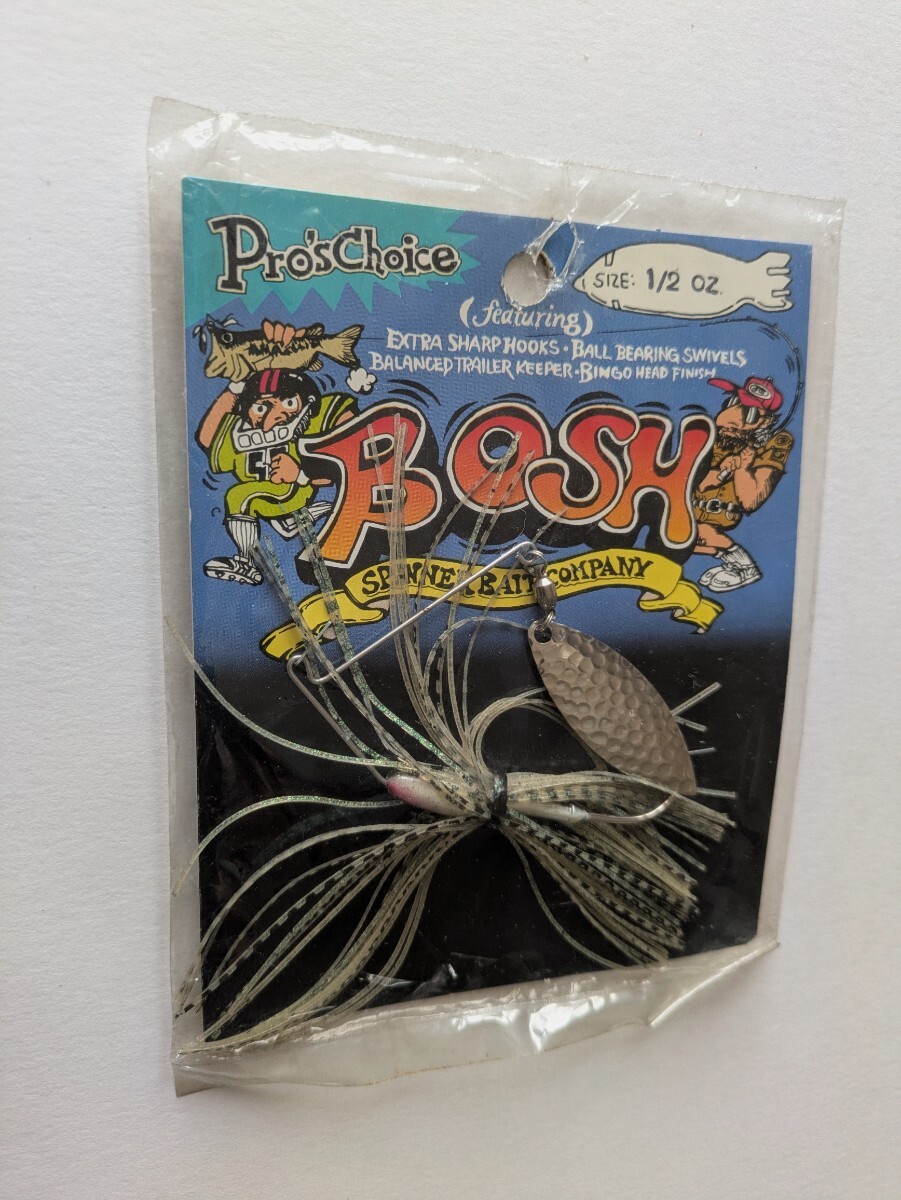 Pro'sChoice
SIZE: 1/2 OZ.
(featuring)
EXTRA SHARP HOOKS • BALL BEARING SWIVELS
BALANCED TRAILER KEEPER • BINGO HEAD FINISH
BOSH
SPINNER BAIT COMPANY